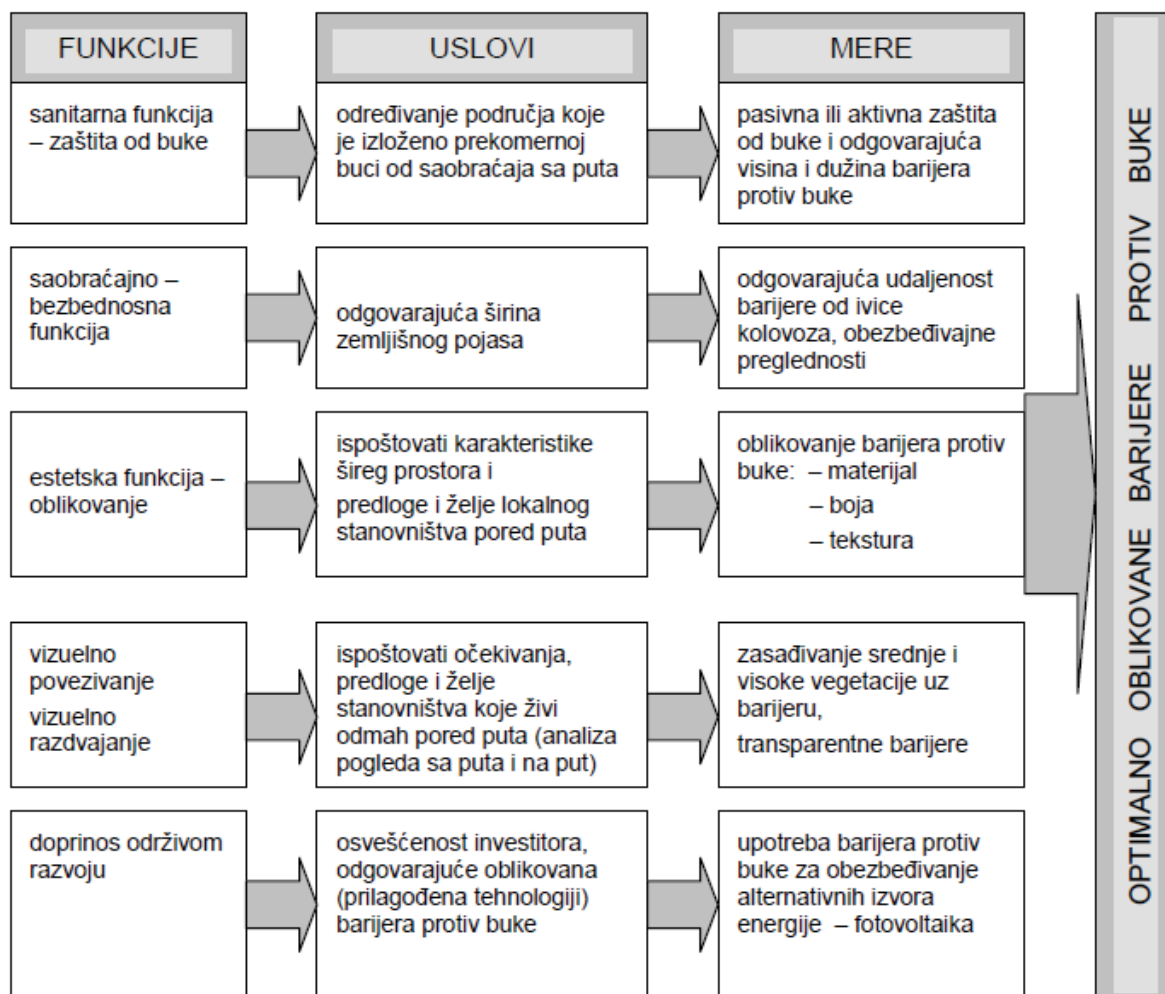 FUNKCIJE
USLOVI
MERE
sanitarna funkcija
– zaštita od buke
određivanje područja koje
je izloženo prekomernoj
buci od saobraćaja sa puta
pasivna ili aktivna zaštita
od buke i odgovarajuća
visina i dužina barijera
protiv buke
saobraćajno –
bezbednosna
funkcija
odgovarajuća širina
zemljišnog pojasa
odgovarajuća udaljenost
barijere od ivice
kolovoza, obezbeđivajne
preglednosti
estetska funkcija –
oblikovanje
ispoštovati karakteristike
šireg prostora i
predloge i želje lokalnog
stanovništva pored puta
oblikovanje barijera protiv
buke: – materijal
– boja
– tekstura
vizuelno
povezivanje
vizuelno
razdvajanje
ispoštovati očekivanja,
predloge i želje
stanovništva koje živi
odmah pored puta (analiza
pogleda sa puta i na put)
zasađivanje srednje i
visoke vegetacije uz
barijeru,
transparentne barijere
doprinos održivom
razvoju
osvešćenost investitora,
odgovarajuće oblikovana
(prilagođena tehnologiji)
barijera protiv buke
upotreba barijera protiv
buke za obezbeđivanje
alternativnih izvora
energije – fotovoltaika
OPTIMALNO OBLIKOVANE BARIJERE PROTIV BUKE